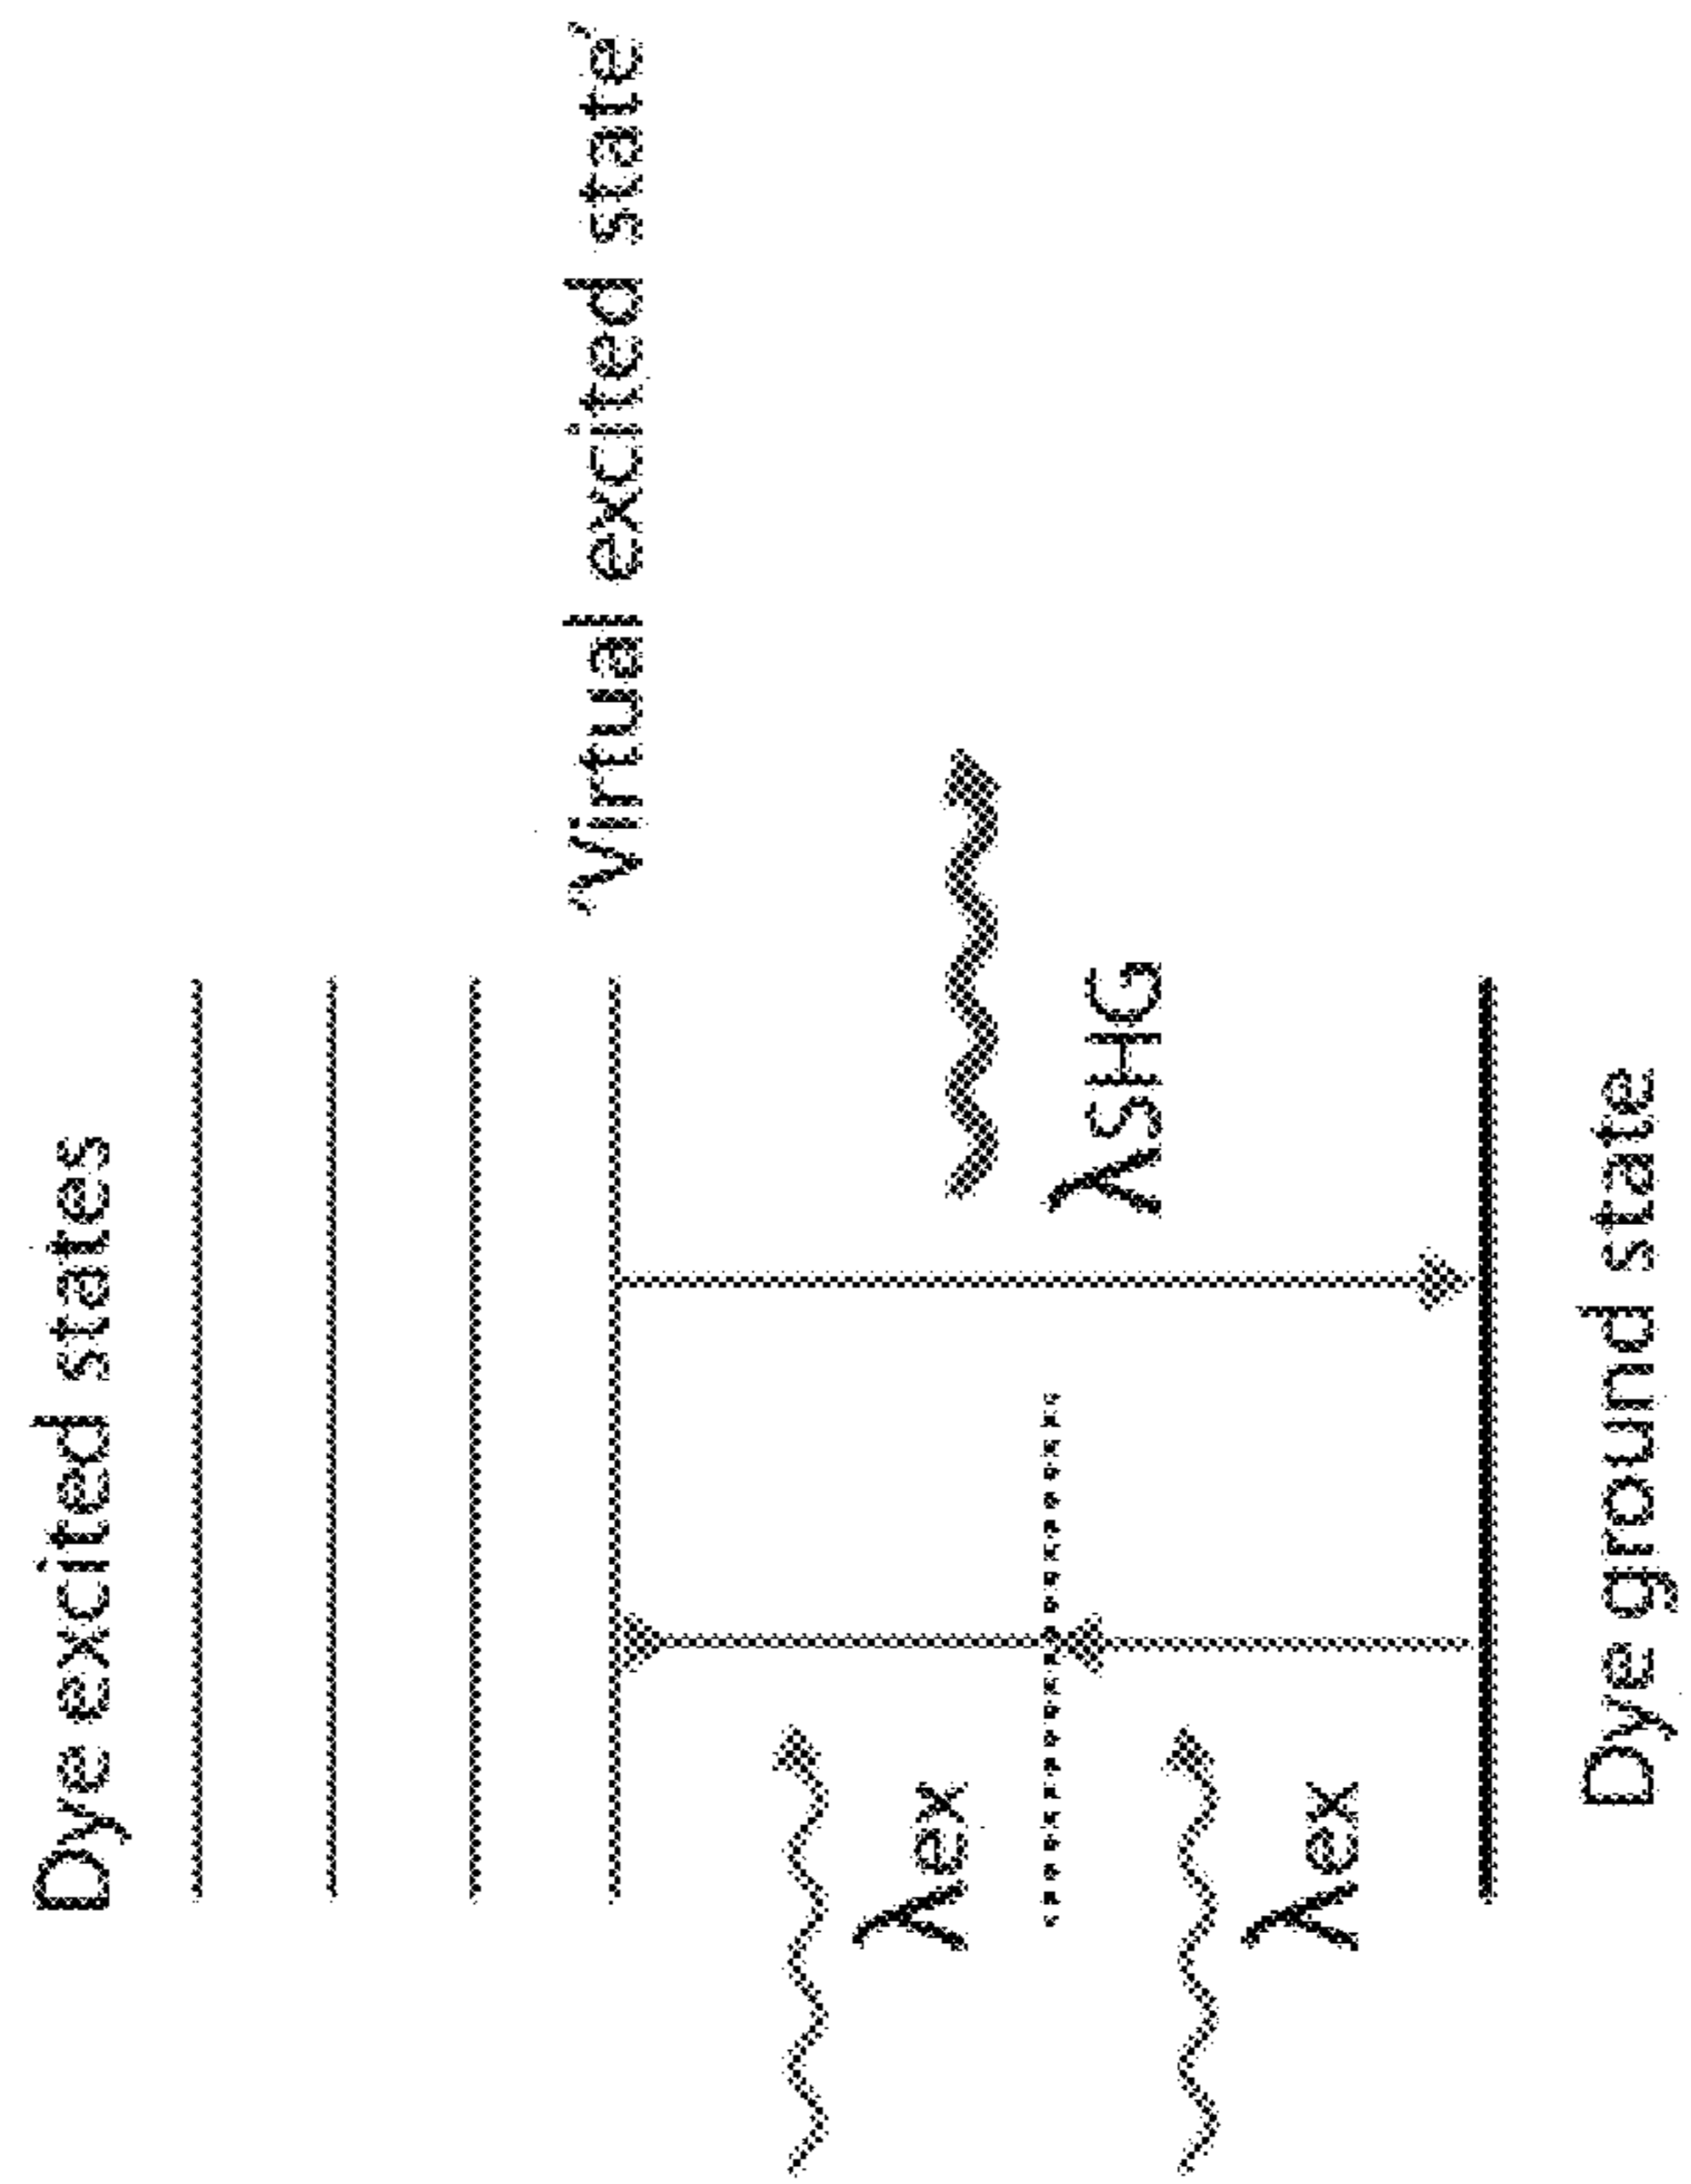 Dye excited states
'Virtual excited state'
λex
λSHG
λex
Dye ground state